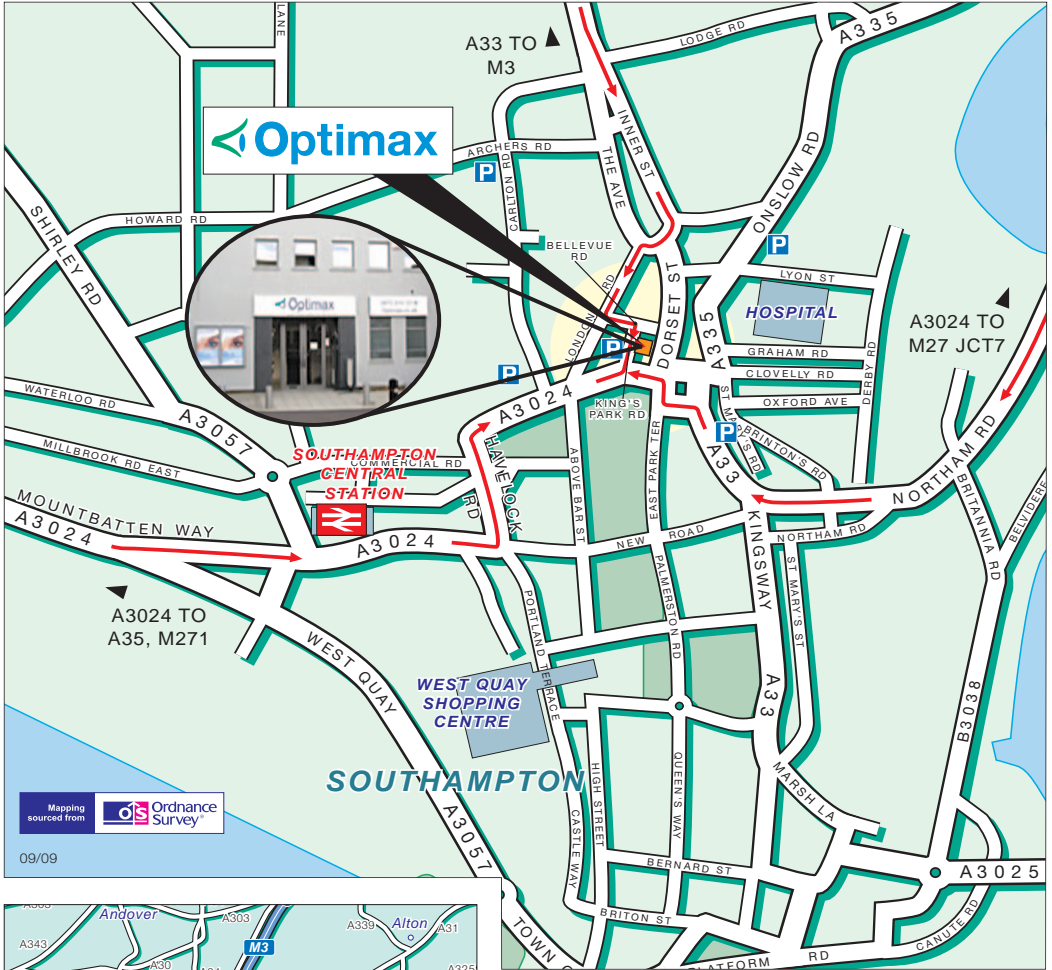 LANE
A33 TO
M3
LODGE RD
A335
Optimax
INNER ST
THE AVE
ARCHERS RD
P
CARLTON RD
ONSLOW RD
HOWARD RD
SHIRLEY RD
BELLEVUE
RD
P
LYON ST
Optimax
LONDON RD
DORSET ST
HOSPITAL
A3024 TO
M27 JCT7
A335
P
GRAHAM RD
DERBY RD
P
CLOVELLY RD
WATERLOO RD
A3057
A3024
KING'S
PARK RD
ST MARY'S RD
OXFORD AVE
P
BRINTON'S RD
MILLBROOK RD EAST
SOUTHAMPTON
CENTRAL
STATION
COMMERCIAL RD
HAVELOCK
RD
ABOVE BAR ST
EAST PARK TER
A33
NORTHAM RD
BRITANNIA RD
BELVIDERE
MOUNTBATTEN WAY
A3024
A3024
NEW ROAD
KINGSWAY
NORTHAM RD
ST MARY'S ST
PALMERSTON RD
A3024 TO
A35, M271
PORTLAND TERRACE
WEST QUAY
WEST QUAY
SHOPPING
CENTRE
A33
B3038
SOUTHAMPTON
HIGH STREET
QUEEN'S WAY
MARSH LA
CASTLE WAY
Mapping
sourced from
OS Ordnance
Survey®
09/09
A3057
BERNARD ST
A3025
BRITON ST
CANUTE RD
TOWN
PLATFORM RD
Andover
A303
A339
Alton
A31
A343
M3
A30